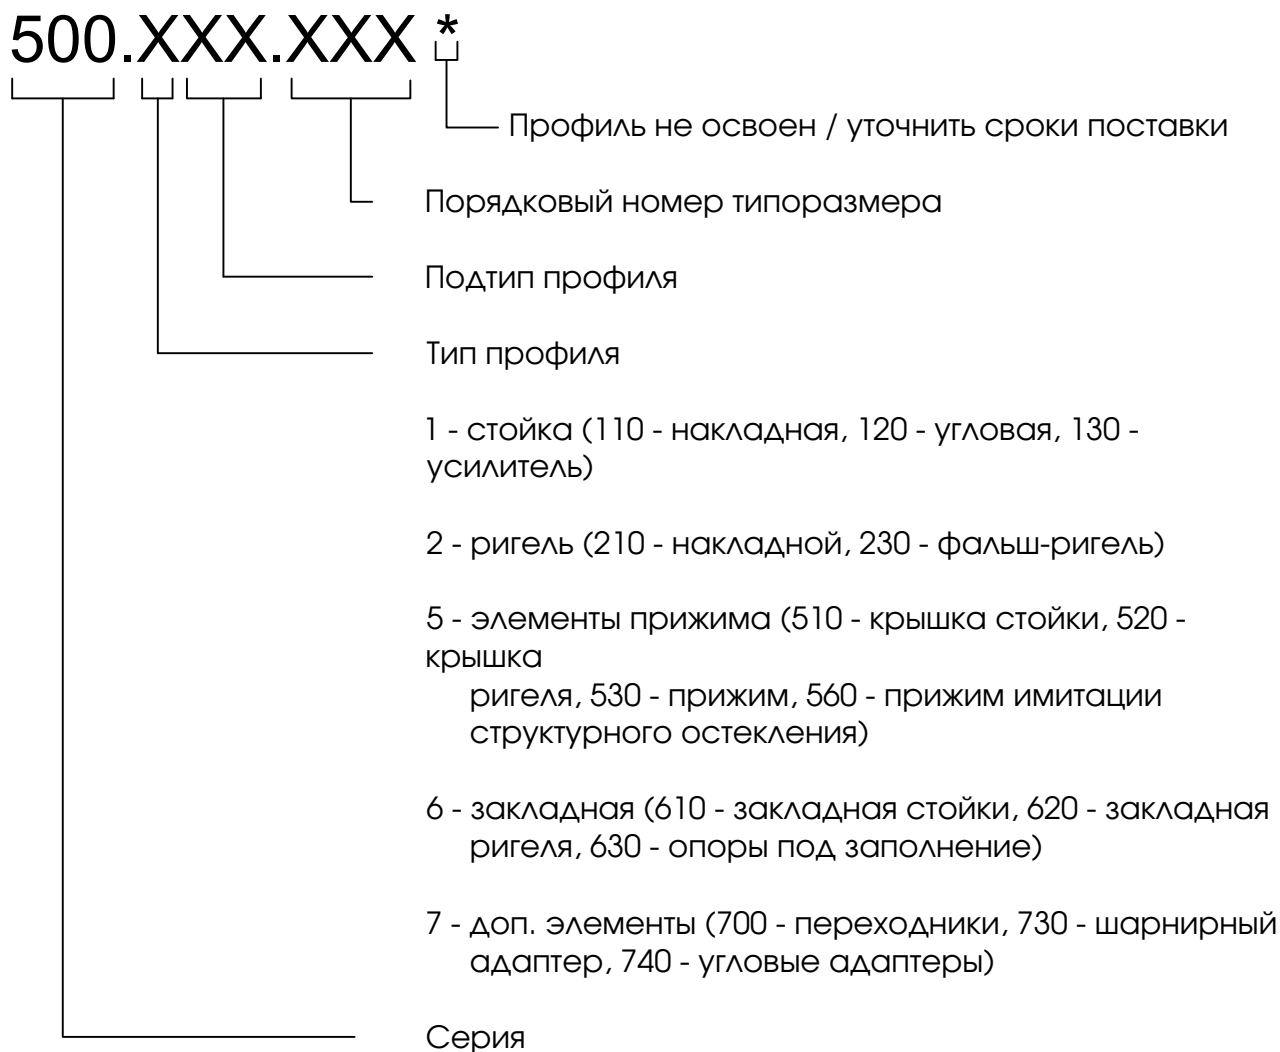 500.XXX.XXX *
Профиль не освоен / уточнить сроки поставки
Порядковый номер типоразмера
Подтип профиля
Тип профиля
1 - стойка (110 - накладная, 120 - угловая, 130 -
усилитель)
2 - ригель (210 - накладной, 230 - фальш-ригель)
5 - элементы прижима (510 - крышка стойки, 520 -
крышка
ригеля, 530 - прижим, 560 - прижим имитации
структурного остекления)
6 - закладная (610 - закладная стойки, 620 - закладная
ригеля, 630 - опоры под заполнение)
7 - доп. элементы (700 - переходники, 730 - шарнирный
адаптер, 740 - угловые адаптеры)
Серия